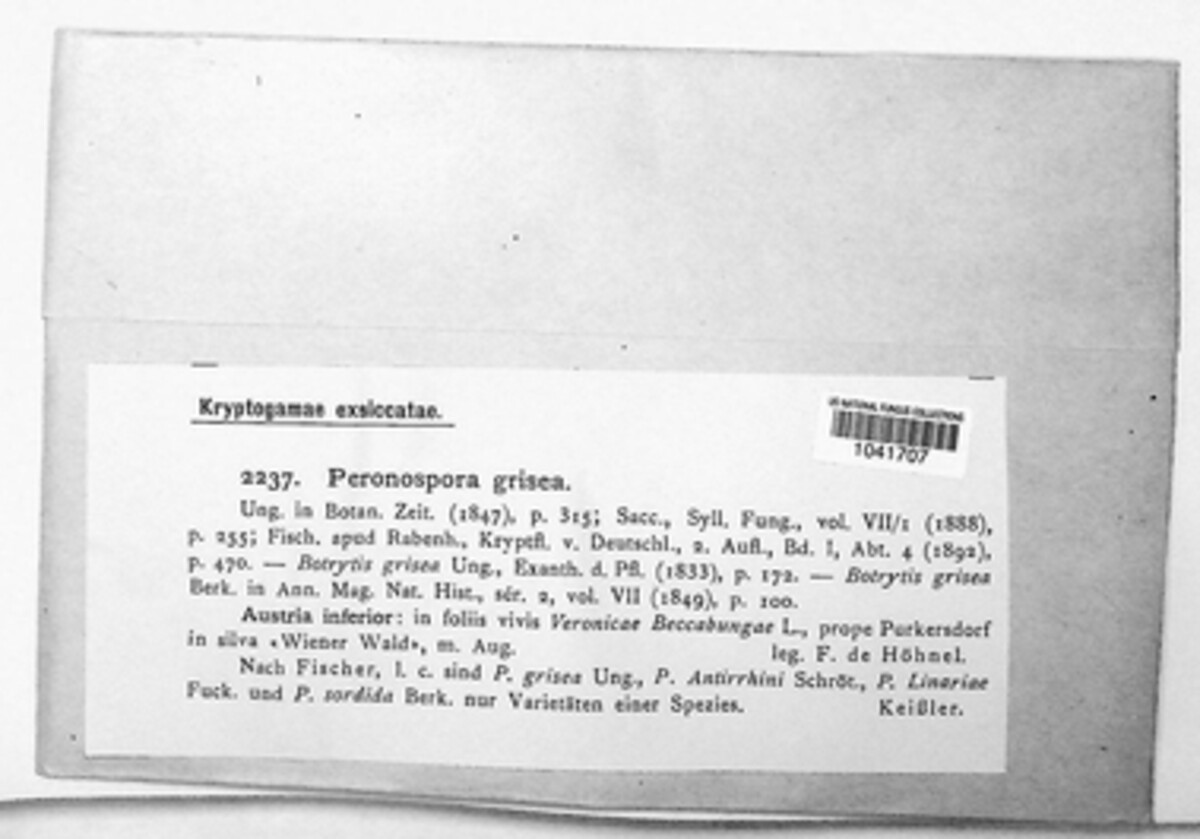 Kryptogamae exsiccatae.
US NATIONAL FUNGUS COLLECTIONS
1041707
2237. Peronospora grisea.
Ung. in Botan. Zeit. (1847), p. 315; Sacc., Syll. Fung., vol. VII/1 (1888),
p. 255; Fisch. apud Rabenh., Kryptfl. v. Deutschl., 2. Aufl., Bd. I, Abt. 4 (1892),
p. 470. — Botrytis grisea Ung., Exanth. d. Pfl. (1833), p. 172. — Botrytis grisea
Berk. in Ann. Mag. Nat. Hist., sér. 2, vol. VII (1849), p. 100.
Austria inferior: in foliis vivis Veronicae Beccabungae L., prope Purkersdorf
in silva «Wiener Wald», m. Aug. leg. F. de Höhnel.
Nach Fischer, l. c. sind P. grisea Ung., P. Antirrhini Schröt., P. Linariae
Fuck. und P. sordida Berk. nur Varietäten einer Spezies. Keißler.